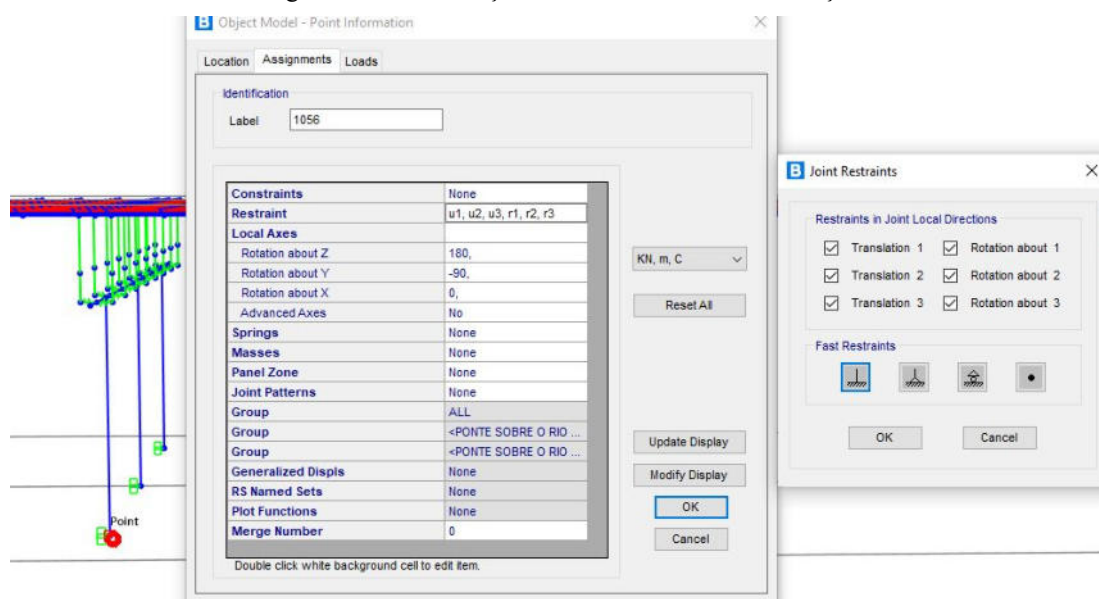 Object Model - Point Information
Location Assignments Loads
Identification
Label 1056
Constraints None
Restraint u1, u2, u3, r1, r2, r3
Local Axes
Rotation about Z 180,
Rotation about Y -90,
Rotation about X 0,
Advanced Axes No
Springs None
Masses None
Panel Zone None
Joint Patterns None
Group ALL
Group <PONTE SOBRE O RIO ...
Group <PONTE SOBRE O RIO ...
Generalized Displs None
RS Named Sets None
Plot Functions None
Merge Number 0
Double click white background cell to edit item.
KN, m, C
Reset All
Update Display
Modify Display
OK
Cancel
Point
B Joint Restraints
Restraints in Joint Local Directions
Translation 1 Rotation about 1
Translation 2 Rotation about 2
Translation 3 Rotation about 3
Fast Restraints
OK Cancel